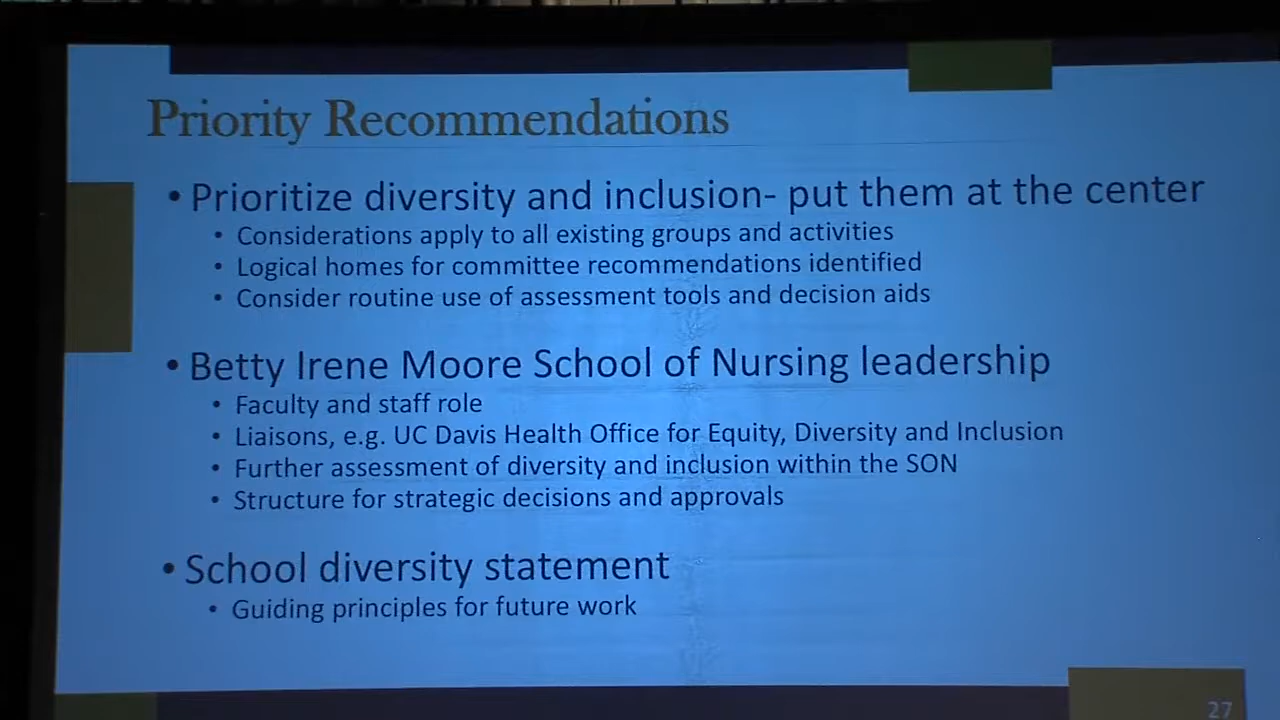 Priority Recommendations
• Prioritize diversity and inclusion- put them at the center
• Considerations apply to all existing groups and activities
• Logical homes for committee recommendations identified
• Consider routine use of assessment tools and decision aids
• Betty Irene Moore School of Nursing leadership
• Faculty and staff role
• Liaisons, e.g. UC Davis Health Office for Equity, Diversity and Inclusion
• Further assessment of diversity and inclusion within the SON
• Structure for strategic decisions and approvals
• School diversity statement
• Guiding principles for future work
27